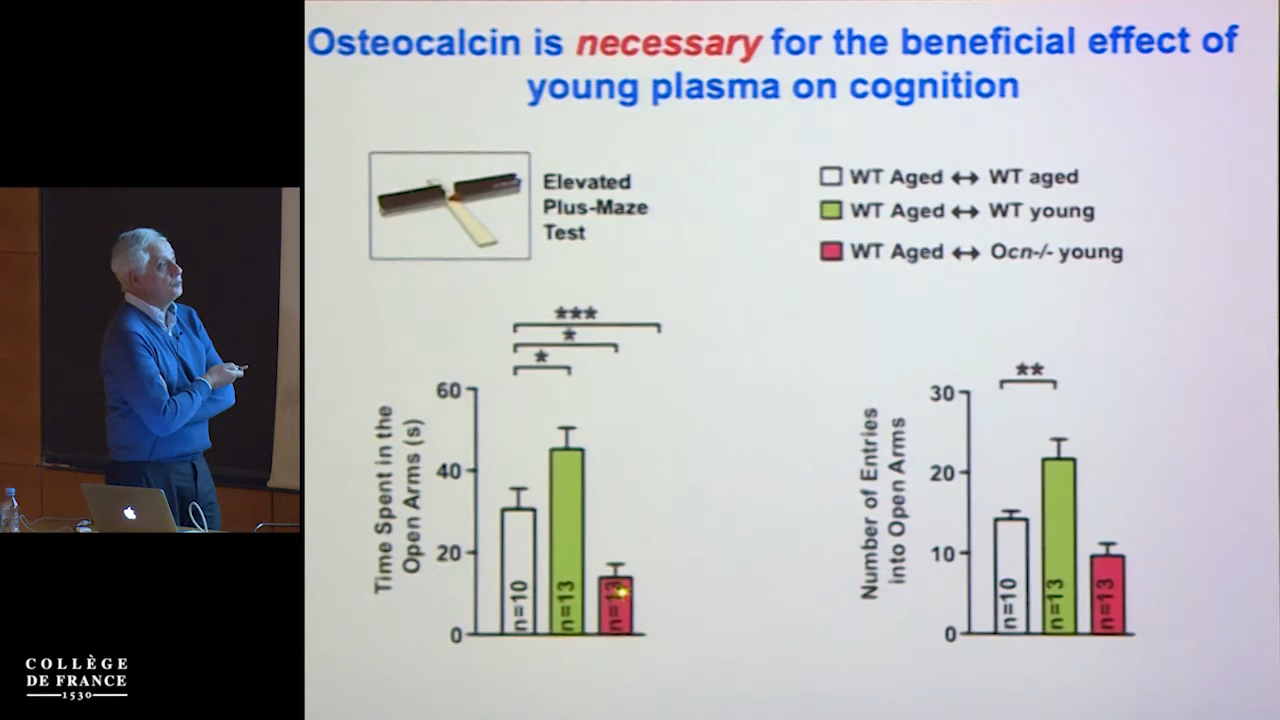 Osteocalcin is necessary for the beneficial effect of
young plasma on cognition
Elevated
Plus-Maze
Test
WT Aged ↔ WT aged
WT Aged ↔ WT young
WT Aged ↔ Ocn-/- young
***
*
*
60
40
20
0
Time Spent in the
Open Arms (s)
n=10
n=13
n=13
**
30
20
10
0
Number of Entries
into Open Arms
n=10
n=13
n=13
COLLÈGE
DE FRANCE
1530